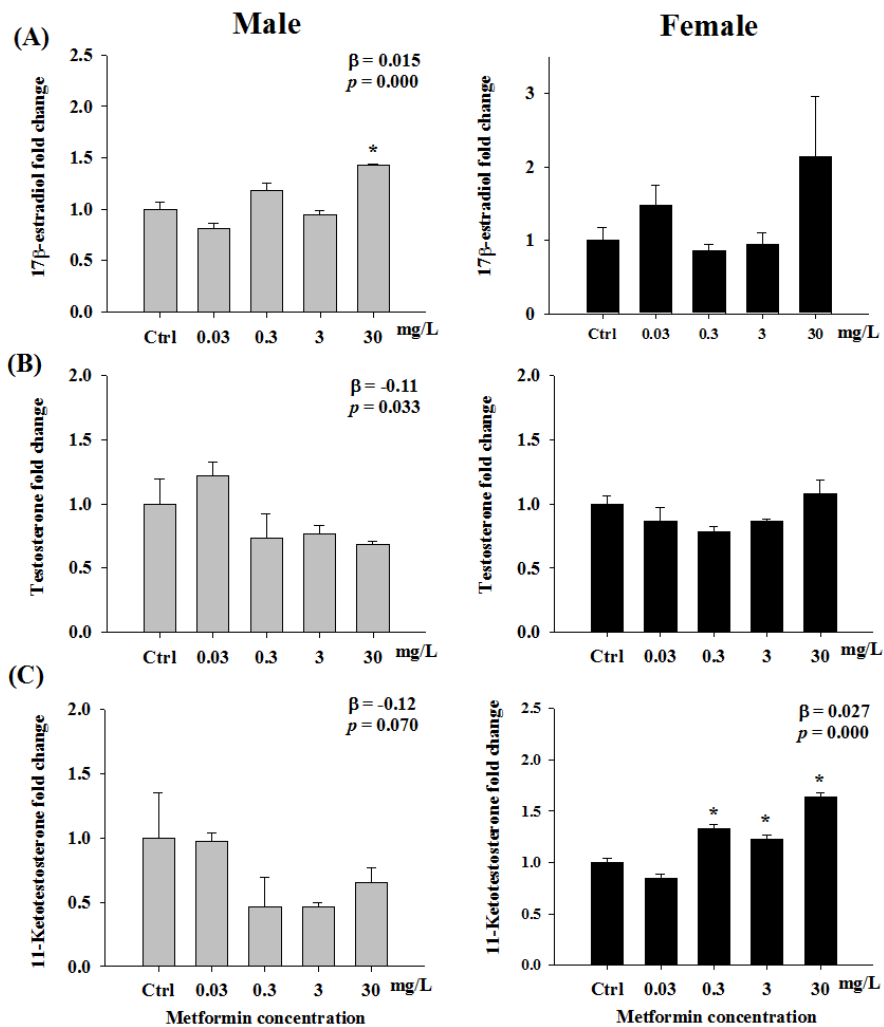 Male
Female
(A)
17β-estradiol fold change
2.5
2.0
1.5
1.0
0.5
0.0
β = 0.015
p = 0.000
*
Ctrl 0.03 0.3 3 30 mg/L
17β-estradiol fold change
3
2
1
0
Ctrl 0.03 0.3 3 30 mg/L
(B)
Testosterone fold change
2.0
1.5
1.0
0.5
0.0
β = -0.11
p = 0.033
Ctrl 0.03 0.3 3 30 mg/L
Testosterone fold change
2.0
1.5
1.0
0.5
0.0
Ctrl 0.03 0.3 3 30 mg/L
(C)
11-Ketotestosterone fold change
2.0
1.5
1.0
0.5
0.0
β = -0.12
p = 0.070
Ctrl 0.03 0.3 3 30 mg/L
Metformin concentration
11-Ketotestosterone fold change
2.5
2.0
1.5
1.0
0.5
0.0
β = 0.027
p = 0.000
* * *
Ctrl 0.03 0.3 3 30 mg/L
Metformin concentration